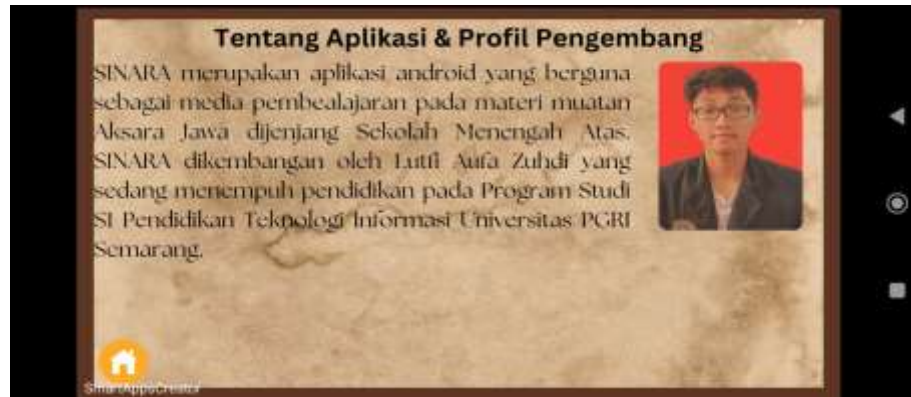 Tentang Aplikasi & Profil Pengembang
SINARA merupakan aplikasi android yang berguna
sebagai media pembealajaran pada materi muatan
Aksara Jawa dijenjang Sekolah Menengah Atas.
SINARA dikembangan oleh Lutfi Aufa Zuhdi yang
sedang menempuh pendidikan pada Program Studi
S1 Pendidikan Teknologi Informasi Universitas PGRI
Semarang.
SmartAppsCreator